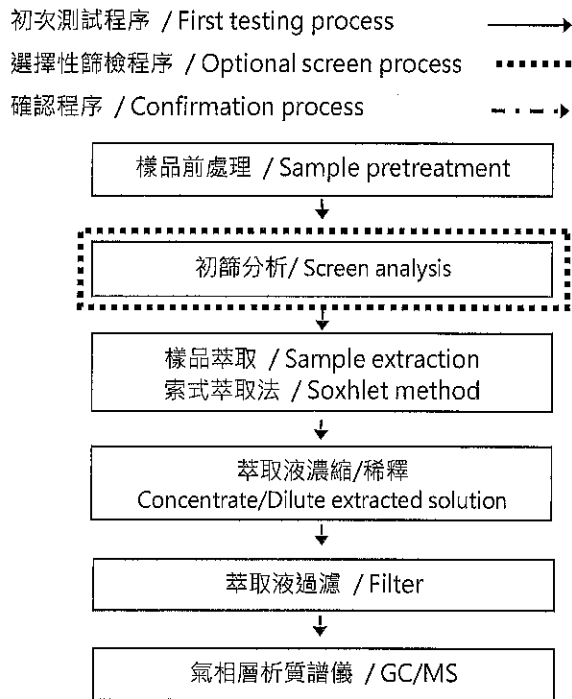 初次測試程序 / First testing process
選擇性篩檢程序 / Optional screen process
確認程序 / Confirmation process
樣品前處理 / Sample pretreatment
初篩分析/ Screen analysis
樣品萃取 / Sample extraction
索式萃取法 / Soxhlet method
萃取液濃縮/稀釋
Concentrate/Dilute extracted solution
萃取液過濾 / Filter
氣相層析質譜儀 / GC/MS